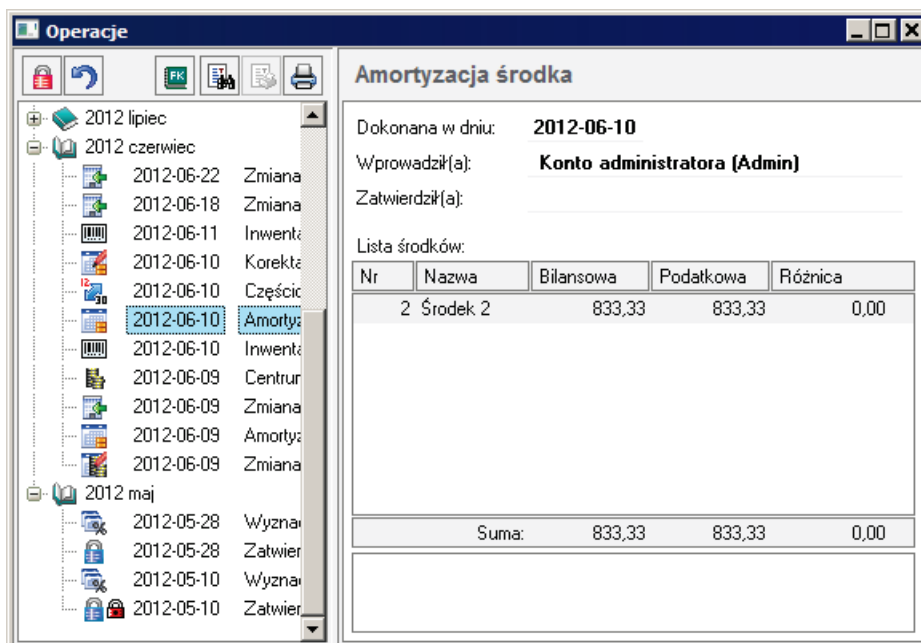 Operacje
FK
2012 lipiec
2012 czerwiec
2012-06-22 Zmiana
2012-06-18 Zmiana
2012-06-11 Inwenta
2012-06-10 Korekta
12 30 2012-06-10 Częścio
2012-06-10 Amortyz
2012-06-10 Inwenta
2012-06-09 Centrum
2012-06-09 Zmiana
2012-06-09 Amortyz
2012-06-09 Zmiana
2012 maj
2012-05-28 Wyzna
2012-05-28 Zatwier
2012-05-10 Wyzna
2012-05-10 Zatwier
Amortyzacja środka
Dokonana w dniu: 2012-06-10
Wprowadził(a): Konto administratora (Admin)
Zatwierdził(a):
Lista środków:
Nr Nazwa Bilansowa Podatkowa Różnica
2 Środek 2 833,33 833,33 0,00
Suma: 833,33 833,33 0,00